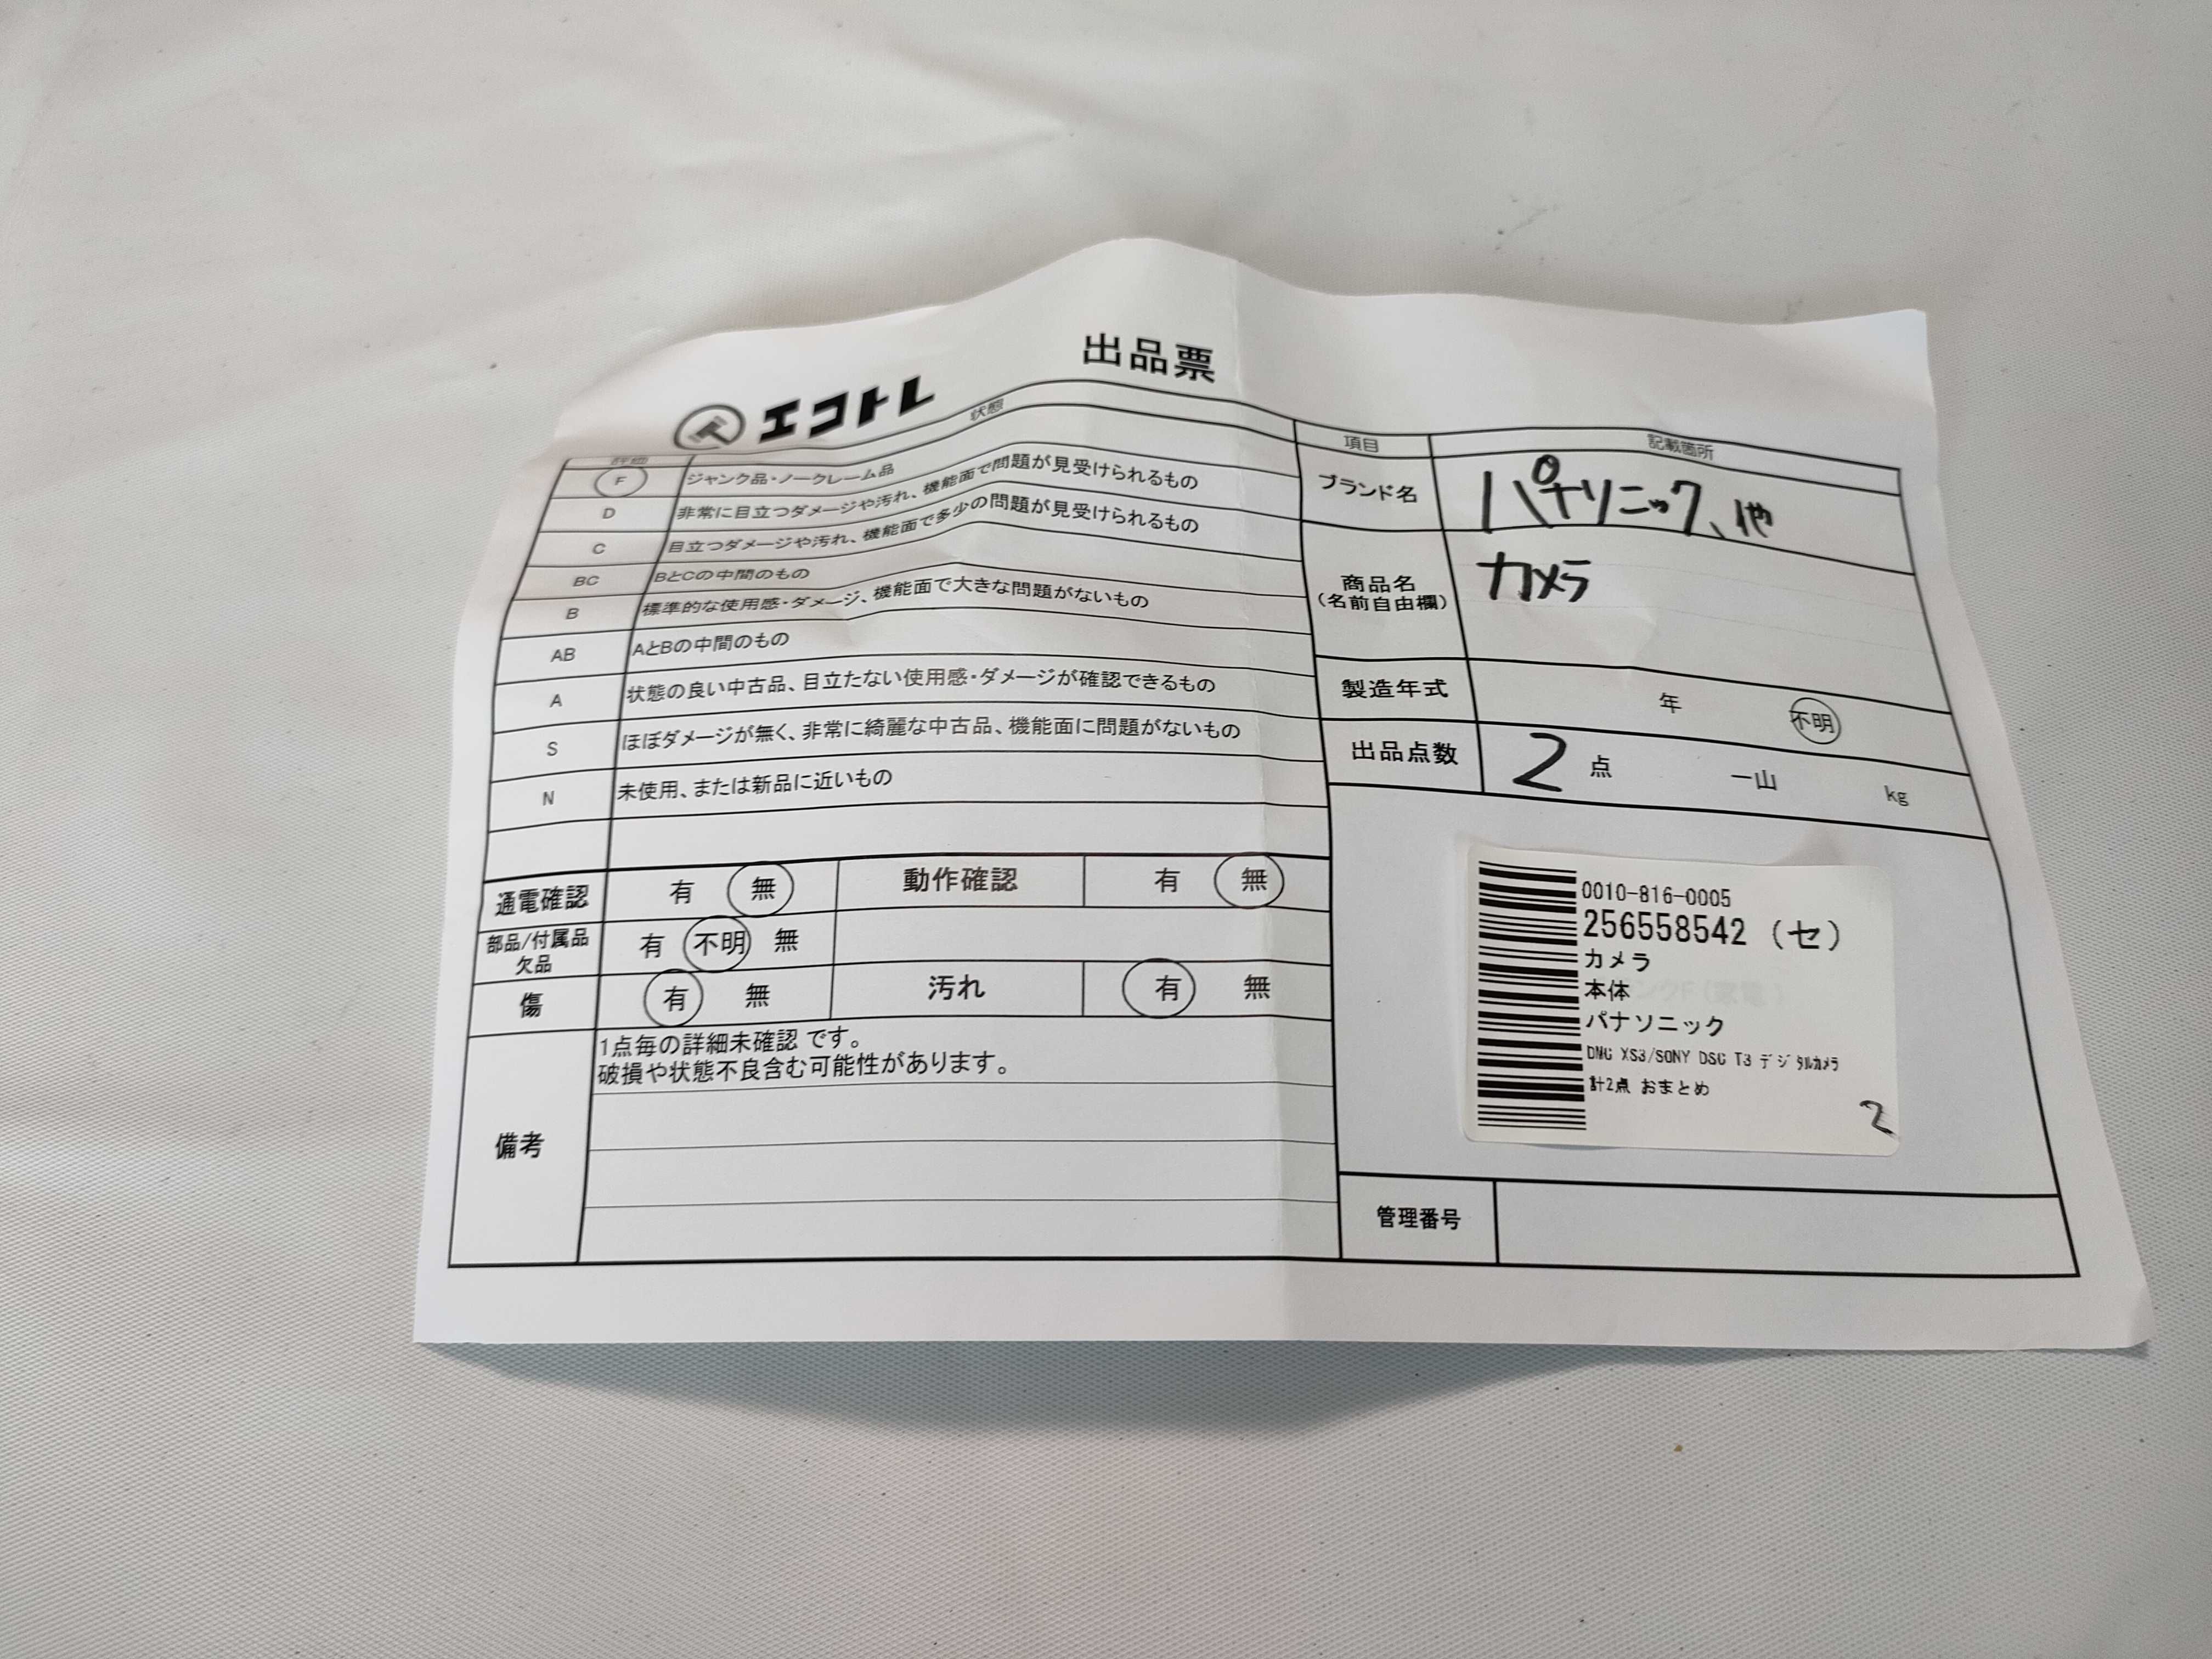 出品票
エコトレ
詳細 状態
F ジャンク品・ノークレーム品
D 非常に目立つダメージや汚れ、機能面で問題が見受けられるもの
C 目立つダメージや汚れ、機能面で多少の問題が見受けられるもの
BC BとCの中間のもの
B 標準的な使用感・ダメージ、機能面で大きな問題がないもの
AB AとBの中間のもの
A 状態の良い中古品、目立たない使用感・ダメージが確認できるもの
S ほぼダメージが無く、非常に綺麗な中古品、機能面に問題がないもの
N 未使用、または新品に近いもの
通電確認 有 無 動作確認 有 無
部品/付属品
欠品 有 不明 無
傷 有 無 汚れ 有 無
備考
1点毎の詳細未確認 です。
破損や状態不良含む可能性があります。
項目 記載箇所
ブランド名 パナソニック、他
商品名
(名前自由欄) カメラ
製造年式 年 不明
出品点数 2 点 一山 kg
0010-816-0005
256558542 (セ)
カメラ
本体
パナソニック
DMC XS3/SONY DSC T3 デジタルカメラ
計2点 おまとめ
2
管理番号